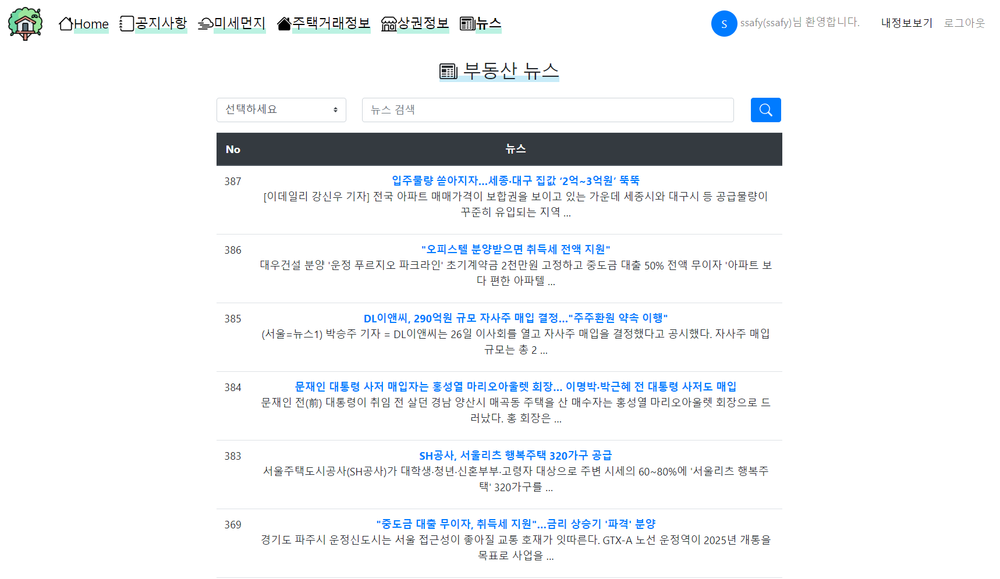 Home 공지사항 미세먼지 주택거래정보 상권정보 뉴스 S ssafy(ssafy)님 환영합니다. 내정보보기 로그아웃
부동산 뉴스
선택하세요 뉴스 검색
No 뉴스
387 입주물량 쏟아지자…세종·대구 집값 ‘2억~3억원’ 뚝뚝
[이데일리 강신우 기자] 전국 아파트 매매가격이 보합권을 보이고 있는 가운데 세종시와 대구시 등 공급물량이
꾸준히 유입되는 지역 ...
386 "오피스텔 분양받으면 취득세 전액 지원"
대우건설 분양 '운정 푸르지오 파크라인' 초기계약금 2천만원 고정하고 중도금 대출 50% 전액 무이자 '아파트 보
다 편한 아파텔 ...
385 DL이앤씨, 290억원 규모 자사주 매입 결정…"주주환원 약속 이행"
(서울=뉴스1) 박승주 기자 = DL이앤씨는 26일 이사회를 열고 자사주 매입을 결정했다고 공시했다. 자사주 매입
규모는 총 2 ...
384 문재인 대통령 사저 매입자는 홍성열 마리오아울렛 회장… 이명박·박근혜 전 대통령 사저도 매입
문재인 전(前) 대통령이 취임 전 살던 경남 양산시 매곡동 주택을 산 매수자는 홍성열 마리오아울렛 회장으로 드
러났다. 홍 회장은 ...
383 SH공사, 서울리츠 행복주택 320가구 공급
서울주택도시공사(SH공사)가 대학생·청년·신혼부부·고령자 대상으로 주변 시세의 60~80%에 '서울리츠 행복주
택' 320가구를 ...
369 "중도금 대출 무이자, 취득세 지원"…금리 상승기 '파격' 분양
경기도 파주시 운정신도시는 서울 접근성이 좋아질 교통 호재가 잇따른다. GTX-A 노선 운정역이 2025년 개통을
목표로 사업을 ...